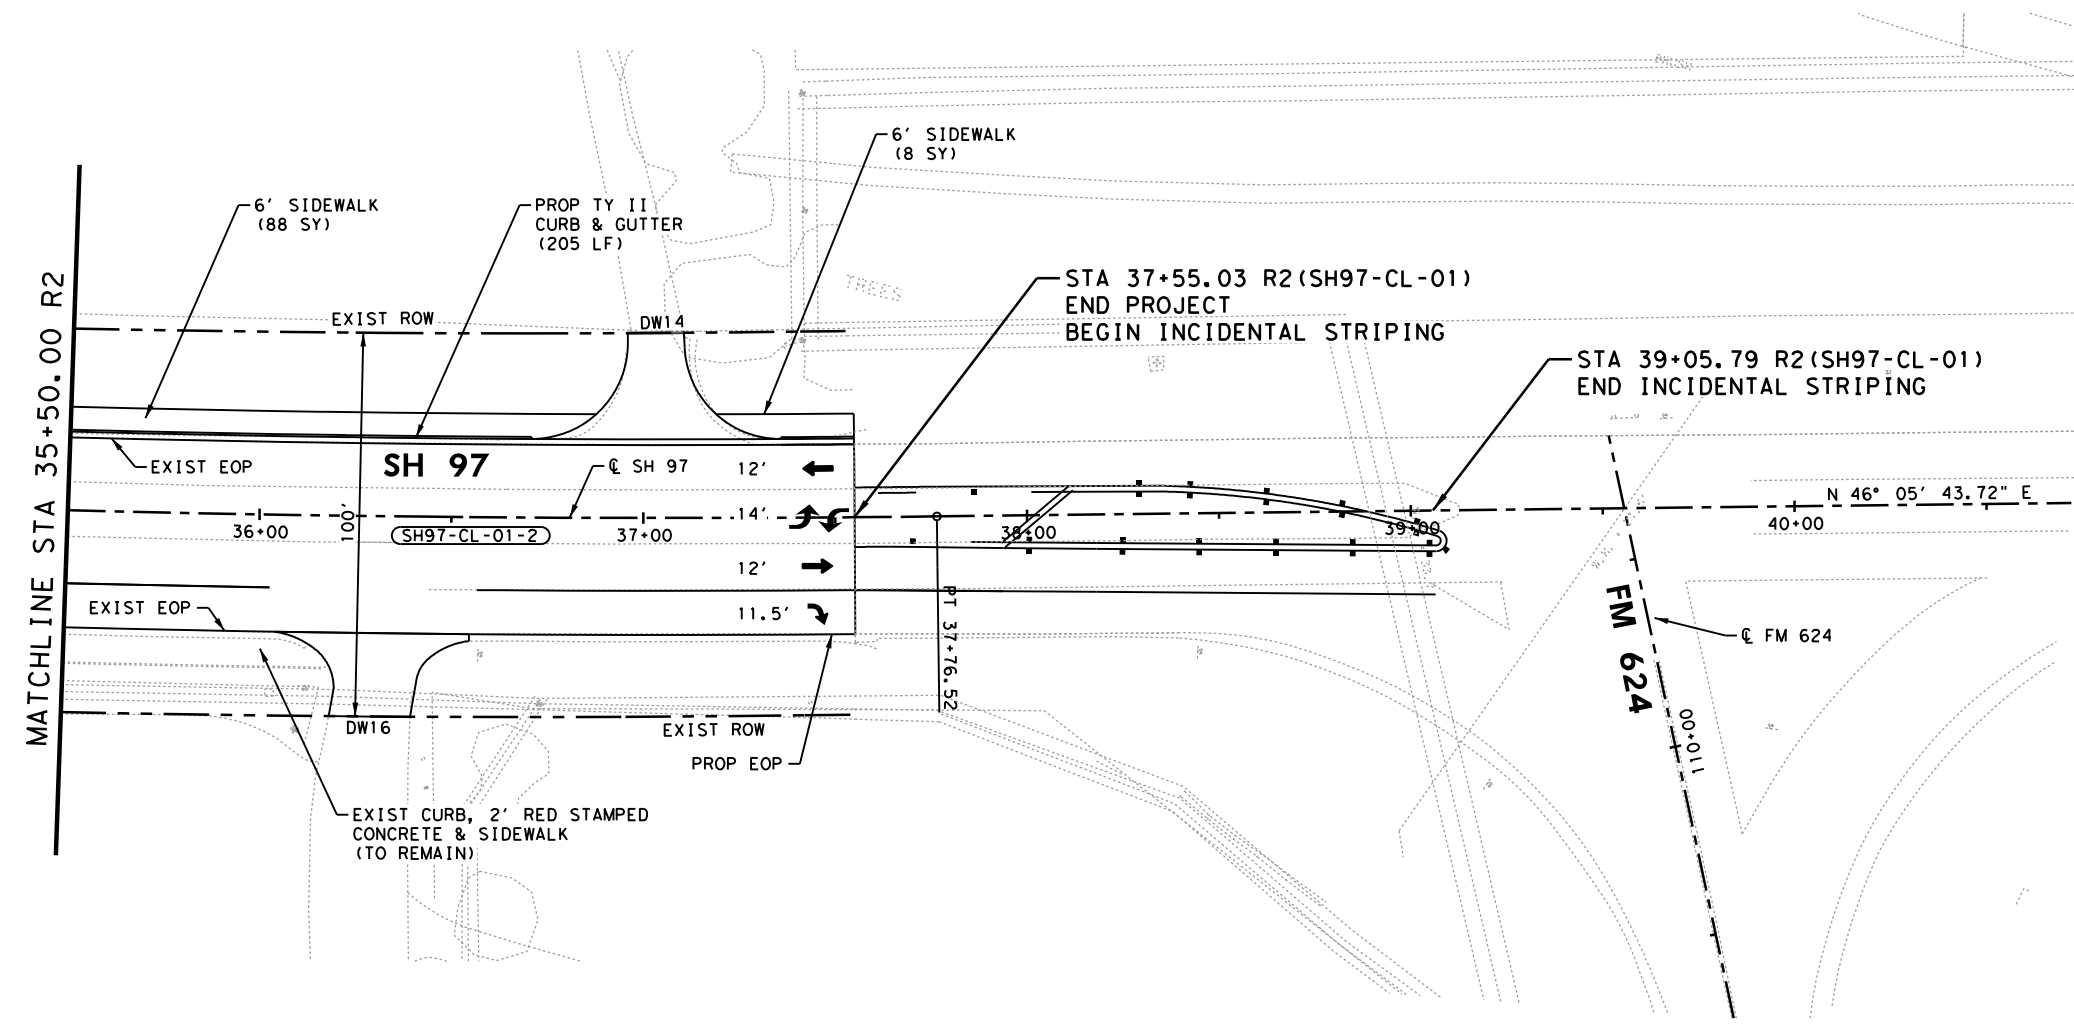 6' SIDEWALK
(8 SY)
6' SIDEWALK
(88 SY)
PROP TY II
CURB & GUTTER
(205 LF)
STA 37+55.03 R2(SH97-CL-01)
END PROJECT
BEGIN INCIDENTAL STRIPING
TREES
EXIST ROW
DW14
STA 39+05.79 R2(SH97-CL-01)
END INCIDENTAL STRIPING
MATCHLINE STA 35+50.00 R2
EXIST EOP
SH 97
℄ SH 97
12'
14'
100'
36+00
SH97-CL-01-2
37+00
38+00
39+00
40+00
N 46° 05' 43.72" E
12'
11.5'
EXIST EOP
PT 37+76.52
FM 624
℄ FM 624
110+00
DW16
EXIST ROW
PROP EOP
EXIST CURB, 2' RED STAMPED
CONCRETE & SIDEWALK
(TO REMAIN)